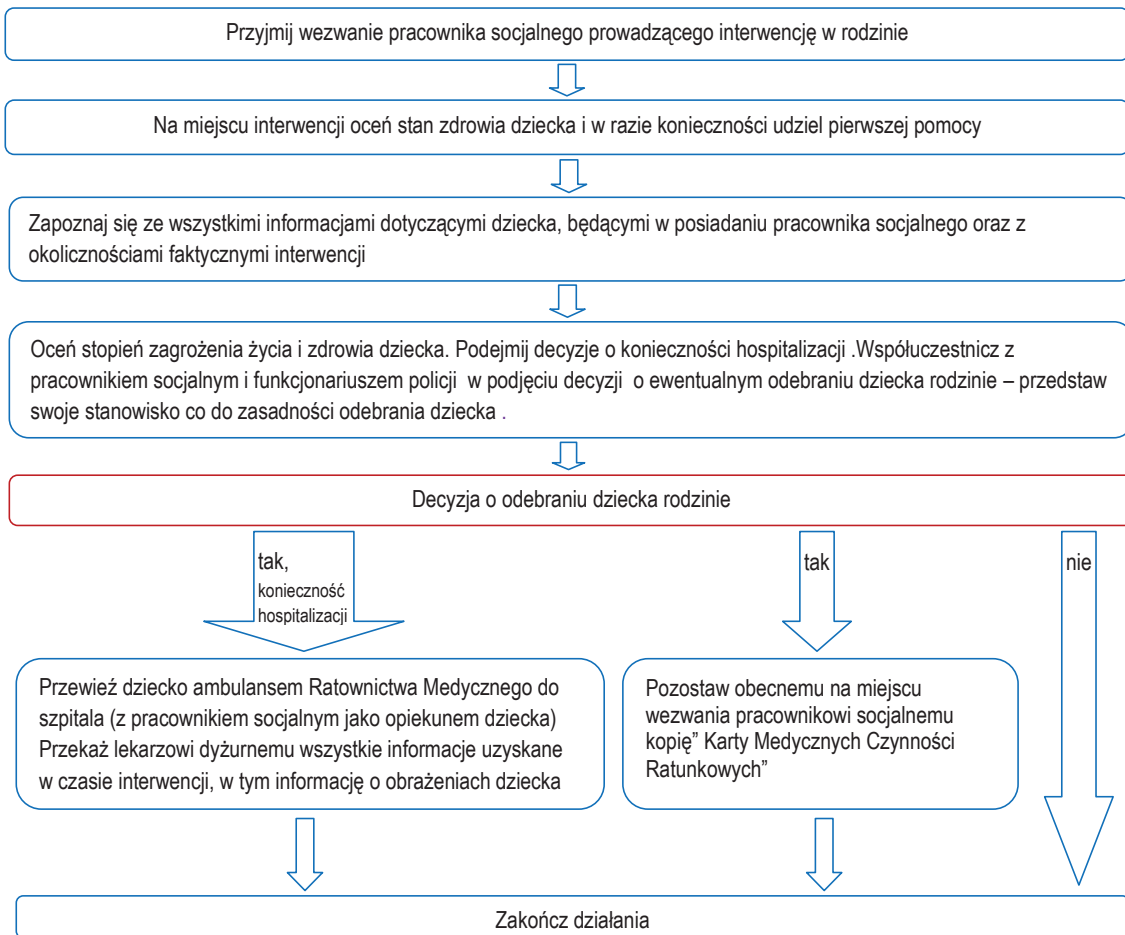 Przyjmij wezwanie pracownika socjalnego prowadzącego interwencję w rodzinie
Na miejscu interwencji oceń stan zdrowia dziecka i w razie konieczności udziel pierwszej pomocy
Zapoznaj się ze wszystkimi informacjami dotyczącymi dziecka, będącymi w posiadaniu pracownika socjalnego oraz z
okolicznościami faktycznymi interwencji
Oceń stopień zagrożenia życia i zdrowia dziecka. Podejmij decyzje o konieczności hospitalizacji .Współuczestnicz z
pracownikiem socjalnym i funkcjonariuszem policji w podjęciu decyzji o ewentualnym odebraniu dziecka rodzinie – przedstaw
swoje stanowisko co do zasadności odebrania dziecka .
Decyzja o odebraniu dziecka rodzinie
tak,
konieczność
hospitalizacji
tak
nie
Przewieź dziecko ambulansem Ratownictwa Medycznego do
szpitala (z pracownikiem socjalnym jako opiekunem dziecka)
Przekaż lekarzowi dyżurnemu wszystkie informacje uzyskane
w czasie interwencji, w tym informację o obrażeniach dziecka
Pozostaw obecnemu na miejscu
wezwania pracownikowi socjalnemu
kopię" Karty Medycznych Czynności
Ratunkowych"
Zakończ działania